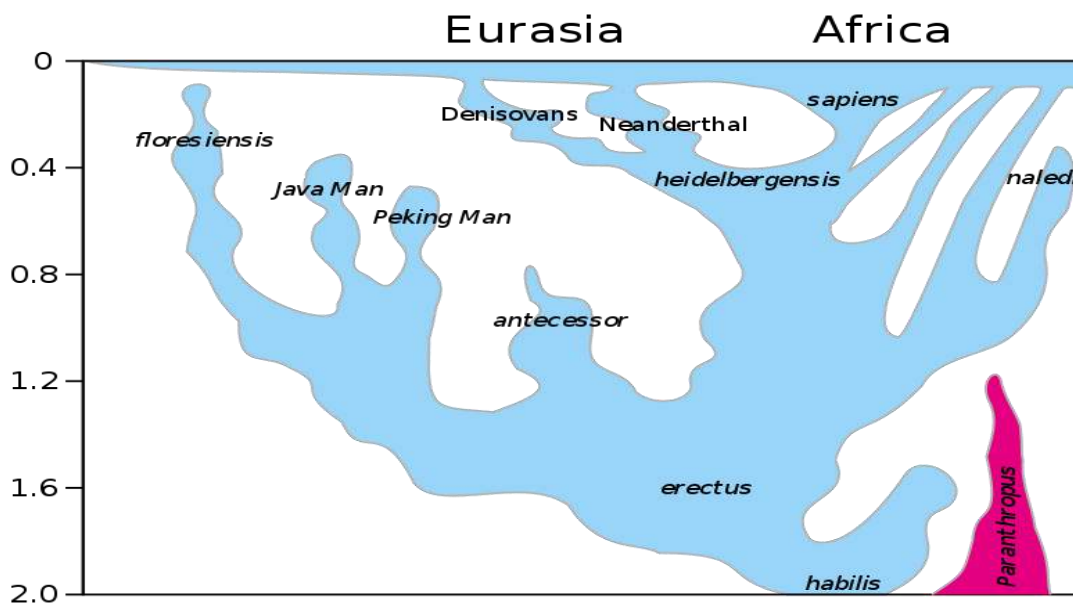 Eurasia Africa
0
sapiens
Denisovans
Neanderthal
floresiensis
0.4
heidelbergensis
naledi
Java Man
Peking Man
0.8
antecessor
1.2
1.6
erectus
Paranthropus
habilis
2.0